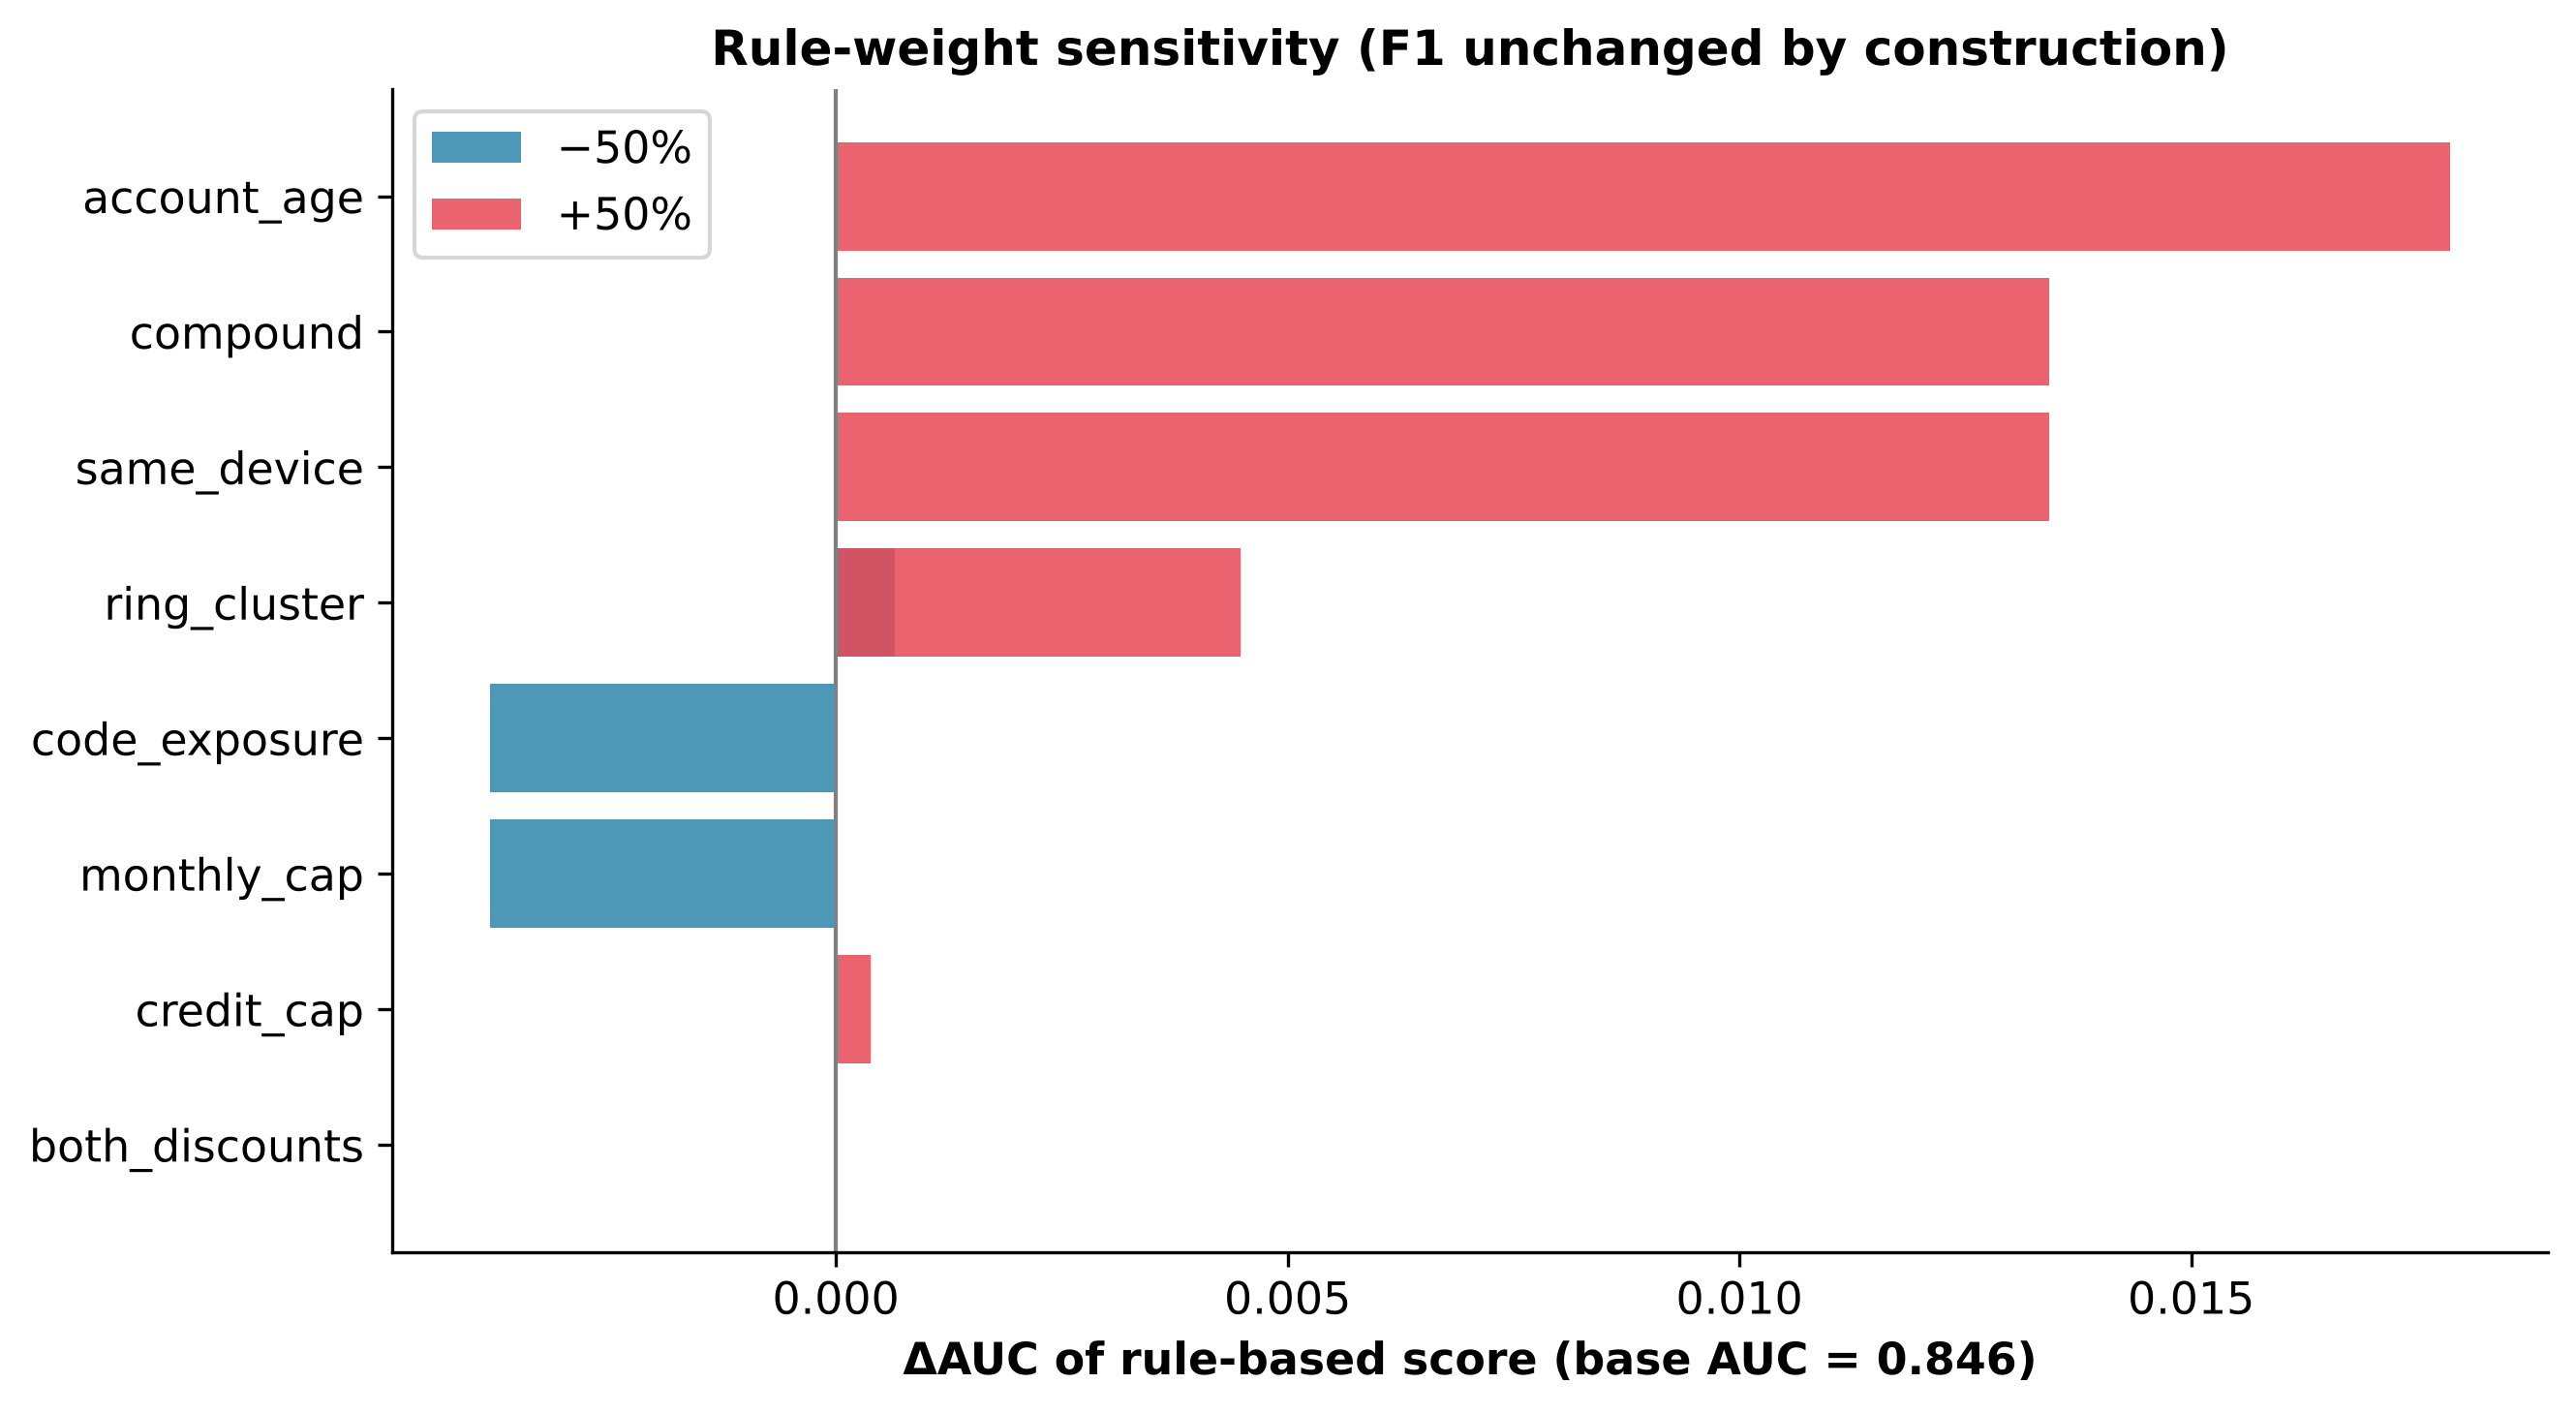 Rule-weight sensitivity (F1 unchanged by construction)
−50%
+50%
account_age
compound
same_device
ring_cluster
code_exposure
monthly_cap
credit_cap
both_discounts
0.000 0.005 0.010 0.015
ΔAUC of rule-based score (base AUC = 0.846)